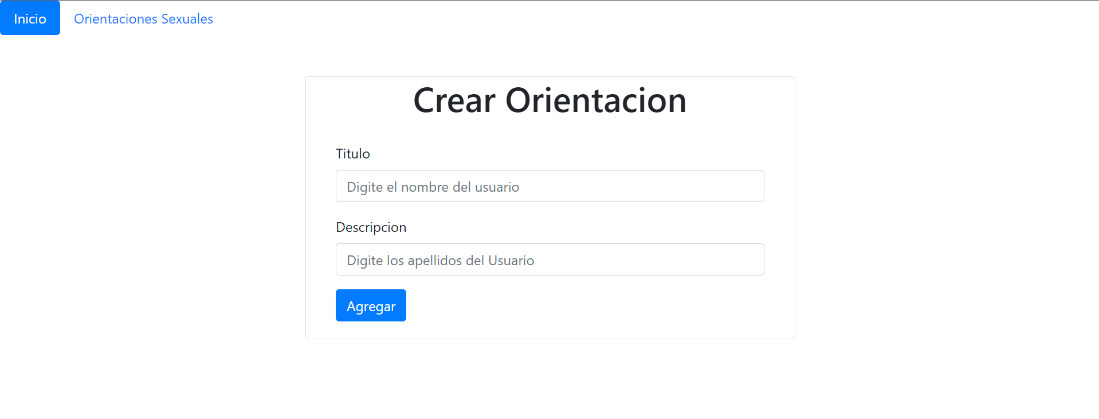 Inicio Orientaciones Sexuales
Crear Orientacion
Titulo
Digite el nombre del usuario
Descripcion
Digite los apellidos del Usuario
Agregar